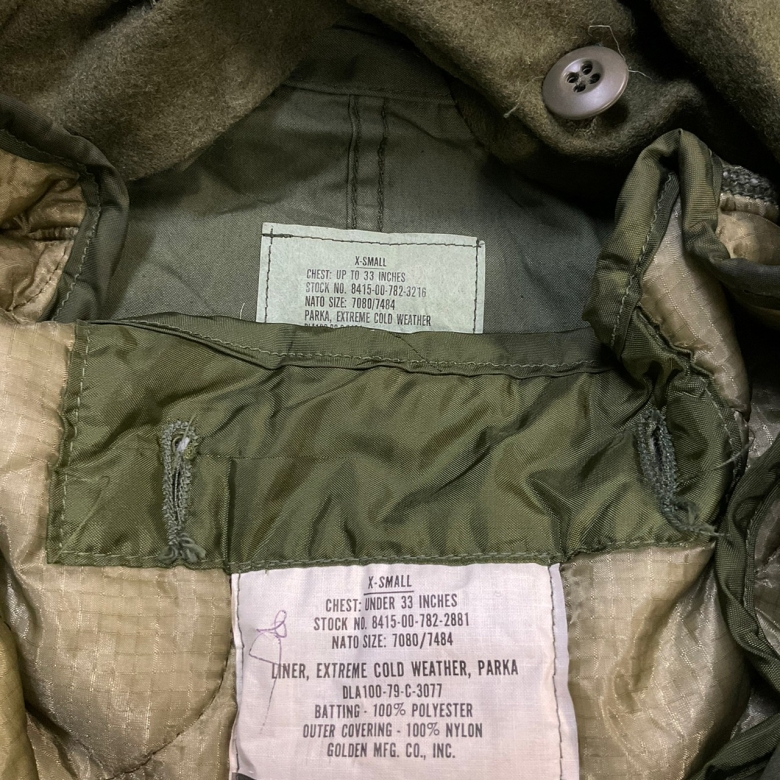 X-SMALL
CHEST: UP TO 33 INCHES
STOCK NO. 8415-00-782-3216
NATO SIZE: 7080/7484
PARKA, EXTREME COLD WEATHER
X-SMALL
CHEST: UNDER 33 INCHES
STOCK NO. 8415-00-782-2881
NATO SIZE: 7080/7484
LINER, EXTREME COLD WEATHER, PARKA
DLA100-79-C-3077
BATTING - 100% POLYESTER
OUTER COVERING - 100% NYLON
GOLDEN MFG. CO., INC.